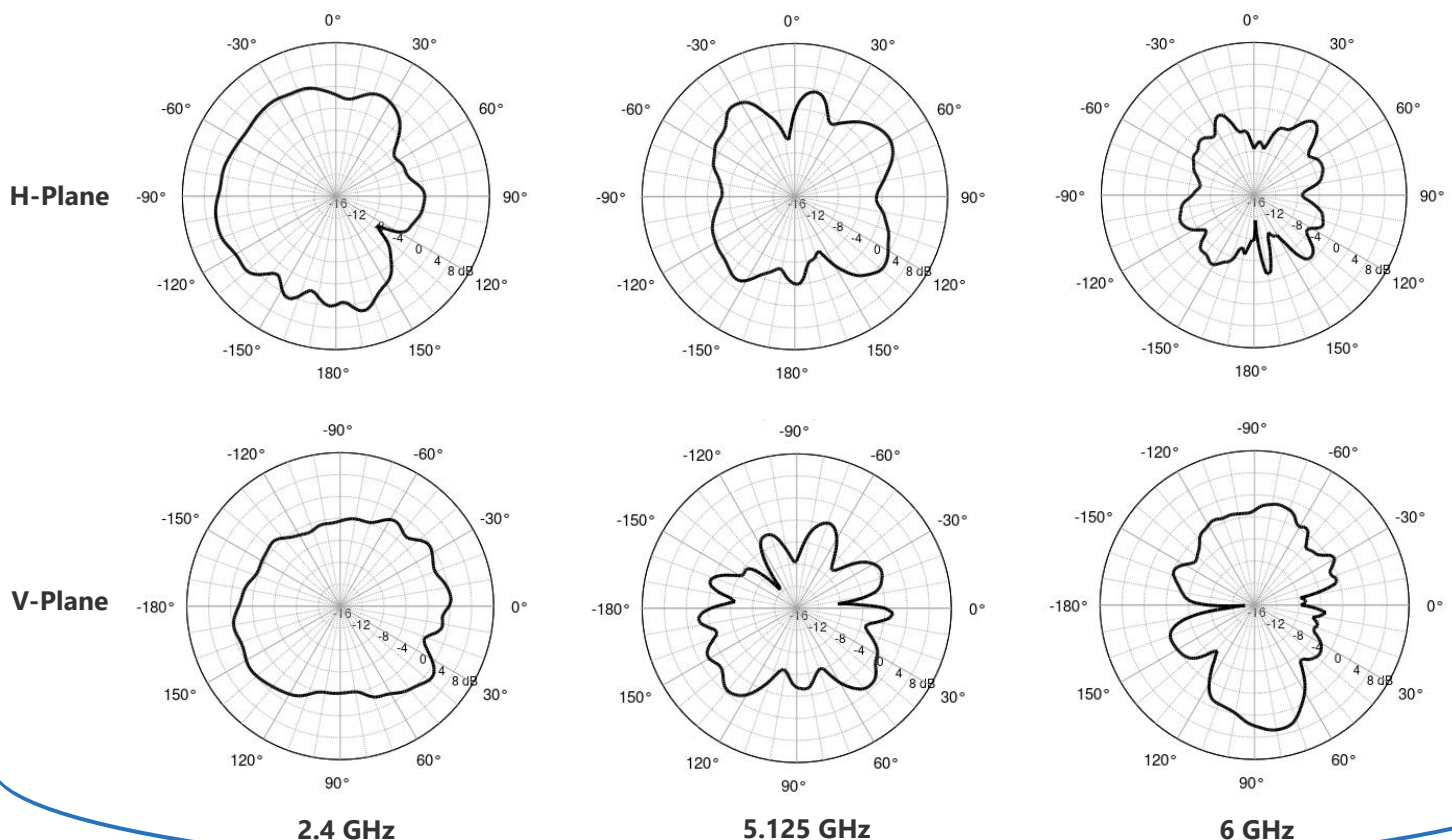 0° 0° 0°
-30° 30° -30° 30° -30° 30°
-60° 60° -60° 60° -60° 60°
H-Plane -90° 90° -90° 90° -90° 90°
-16 -16 -16
-12 -12 -12
-8 -8 -8
-4 -4 -4
0 0 0
4 4 4
8 dB 8 dB 8 dB
-120° 120° -120° 120° -120° 120°
-150° 150° -150° 150° -150° 150°
180° 180° 180°
-90° -90° -90°
-120° -60° -120° -60° -120° -60°
-150° -30° -150° -30° -150° -30°
V-Plane -180° 0° -180° 0° -180° 0°
-16 -16 -16
-12 -12 -12
-8 -8 -8
-4 -4 -4
0 0 0
4 4 4
8 dB 8 dB 8 dB
150° 30° 150° 30° 150° 30°
120° 60° 120° 60° 120° 60°
90° 90° 90°
2.4 GHz 5.125 GHz 6 GHz